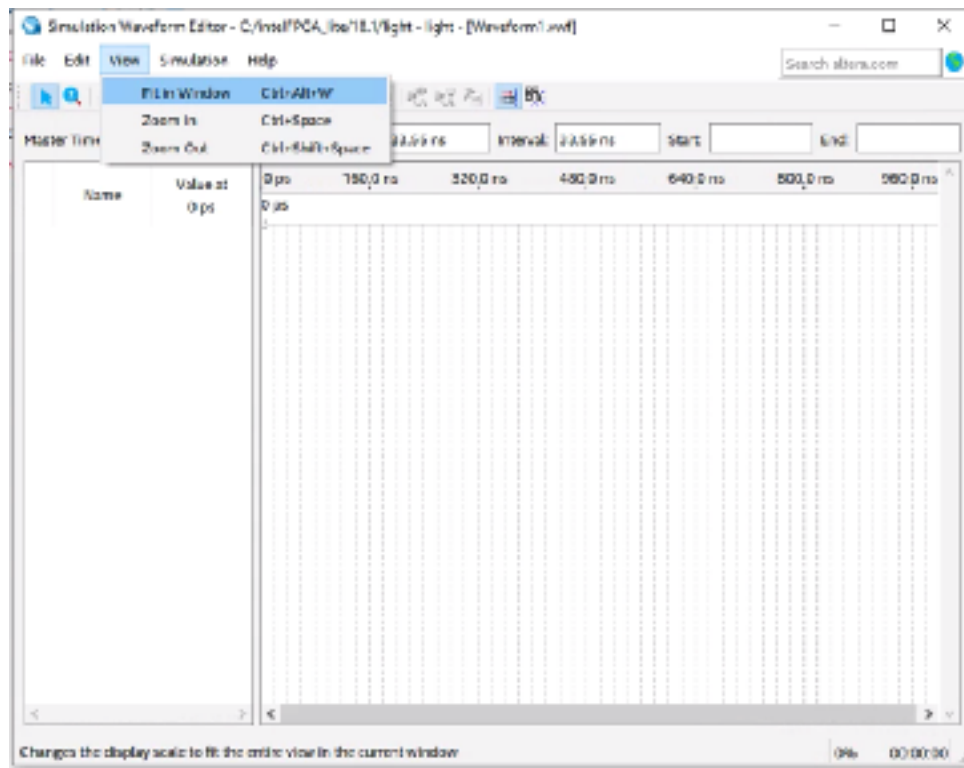 Simulation Waveform Editor - C:/intelFPGA_lite/18.1/light - light - [Waveform1.vwf]
File Edit View Simulation Help
Search altera.com
Fit in Window Ctrl+Alt+W
Zoom In Ctrl+Space
Zoom Out Ctrl+Shift+Space
Master Time Interval: Start: End:
Name
Value at
0 ps
0 ps 160.0 ns 320.0 ns 480.0 ns 640.0 ns 800.0 ns 960.0 ns
0 ps
Changes the display scale to fit the entire view in the current window
0% 00:00:00